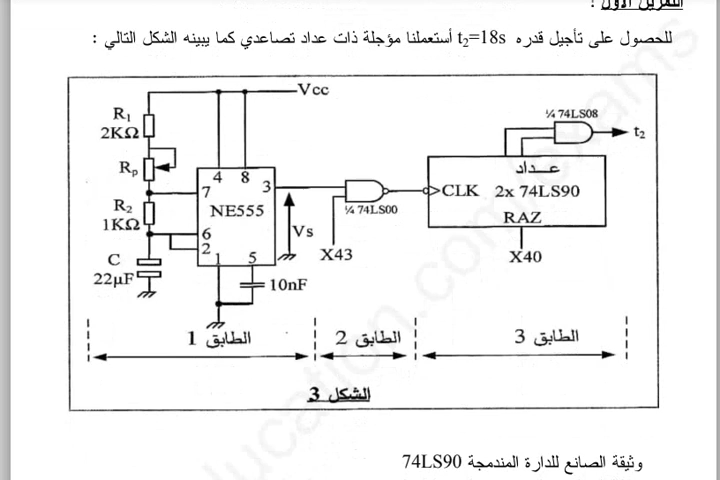 التمرين الأول :
للحصول على تأجيل قدره t₂=18s أستعملنا مؤجلة ذات عداد تصاعدي كما يبينه الشكل التالي :
Vcc
R₁
2KΩ
¼ 74LS08
t₂
Rₚ
4 8
3
7
عداد
CLK 2x 74LS90
R₂
1KΩ
NE555
¼ 74LS00
RAZ
6
Vs
2
X43
X40
C
22µF
1 5
10nF
الطابق 1
الطابق 2
الطابق 3
الشكل 3
وثيقة الصانع للدارة المندمجة 74LS90